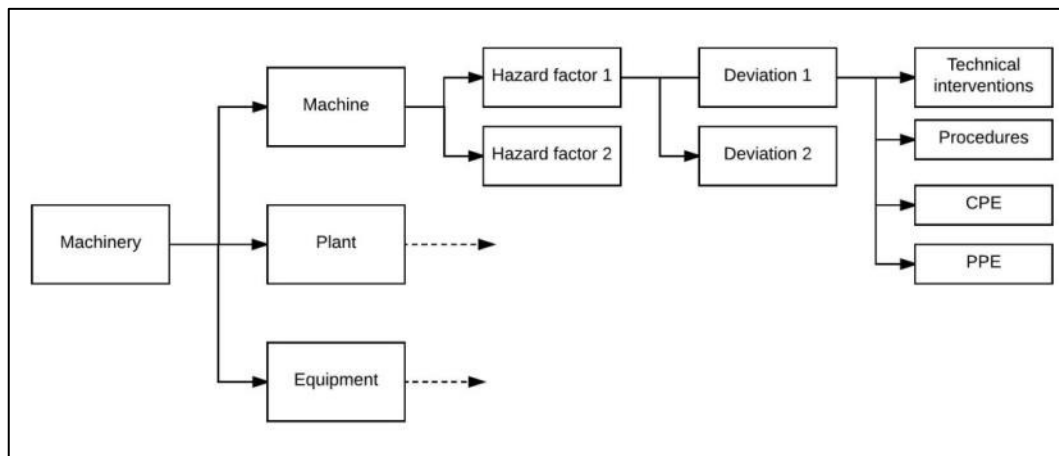 Machinery
Machine
Plant
Equipment
Hazard factor 1
Hazard factor 2
Deviation 1
Deviation 2
Technical
interventions
Procedures
CPE
PPE